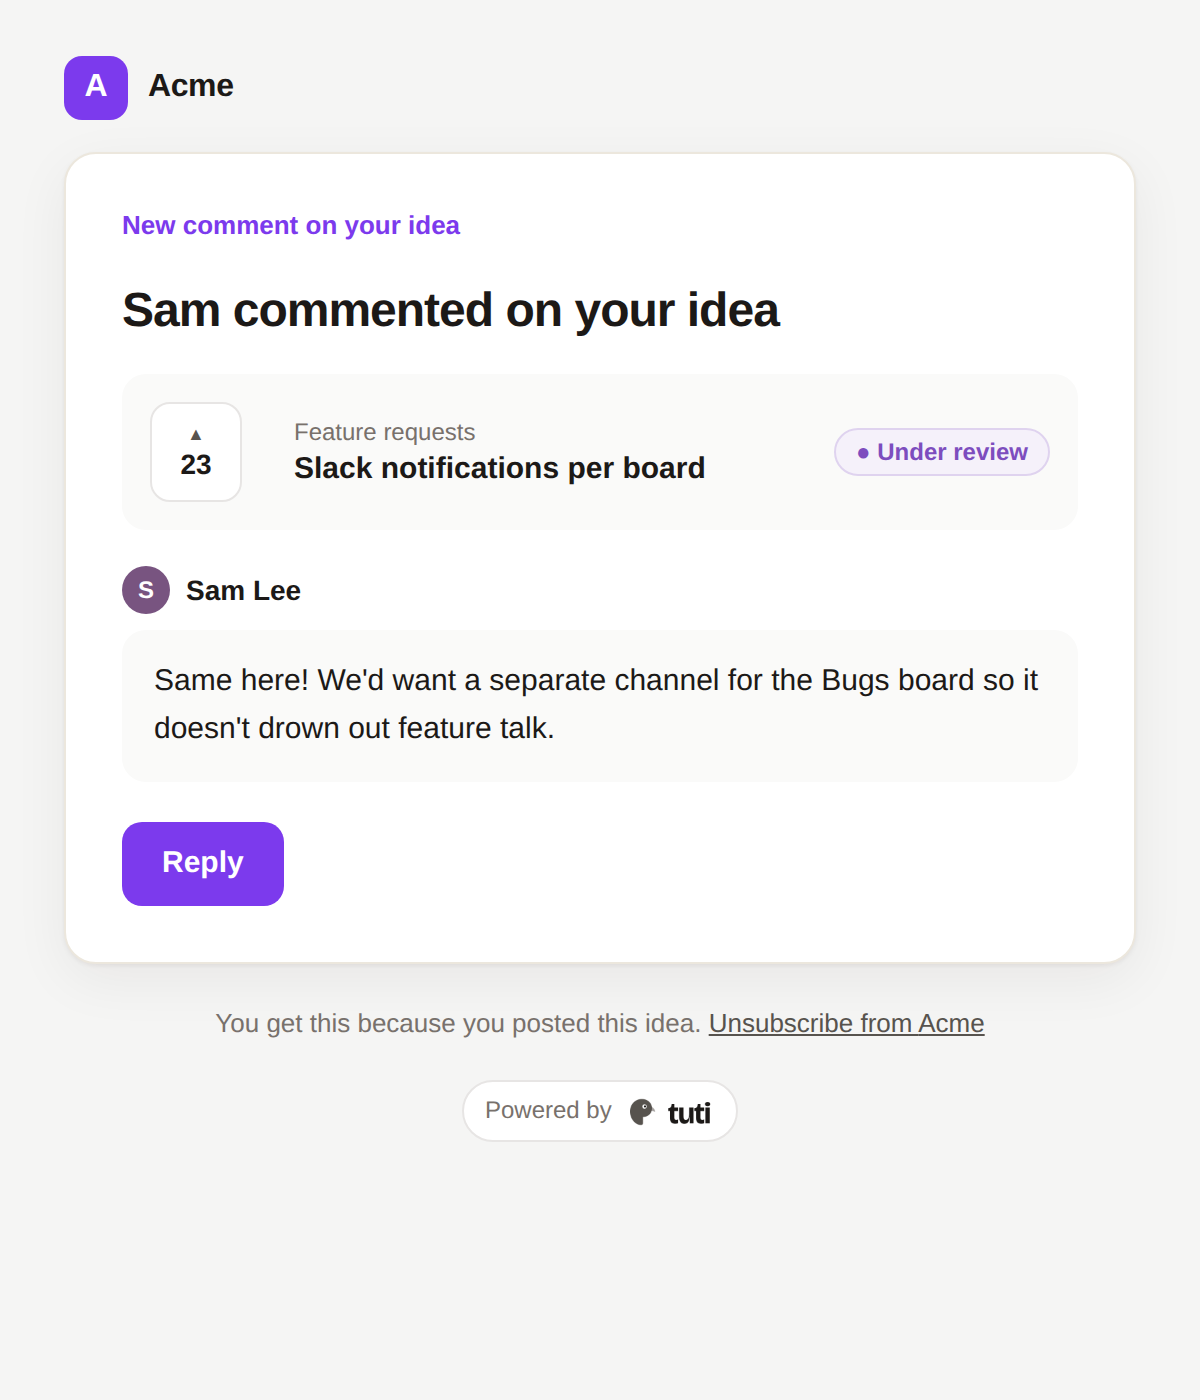 A Acme
New comment on your idea
Sam commented on your idea
▲
23
Feature requests
Slack notifications per board
● Under review
S Sam Lee
Same here! We'd want a separate channel for the Bugs board so it
doesn't drown out feature talk.
Reply
You get this because you posted this idea. Unsubscribe from Acme
Powered by tuti